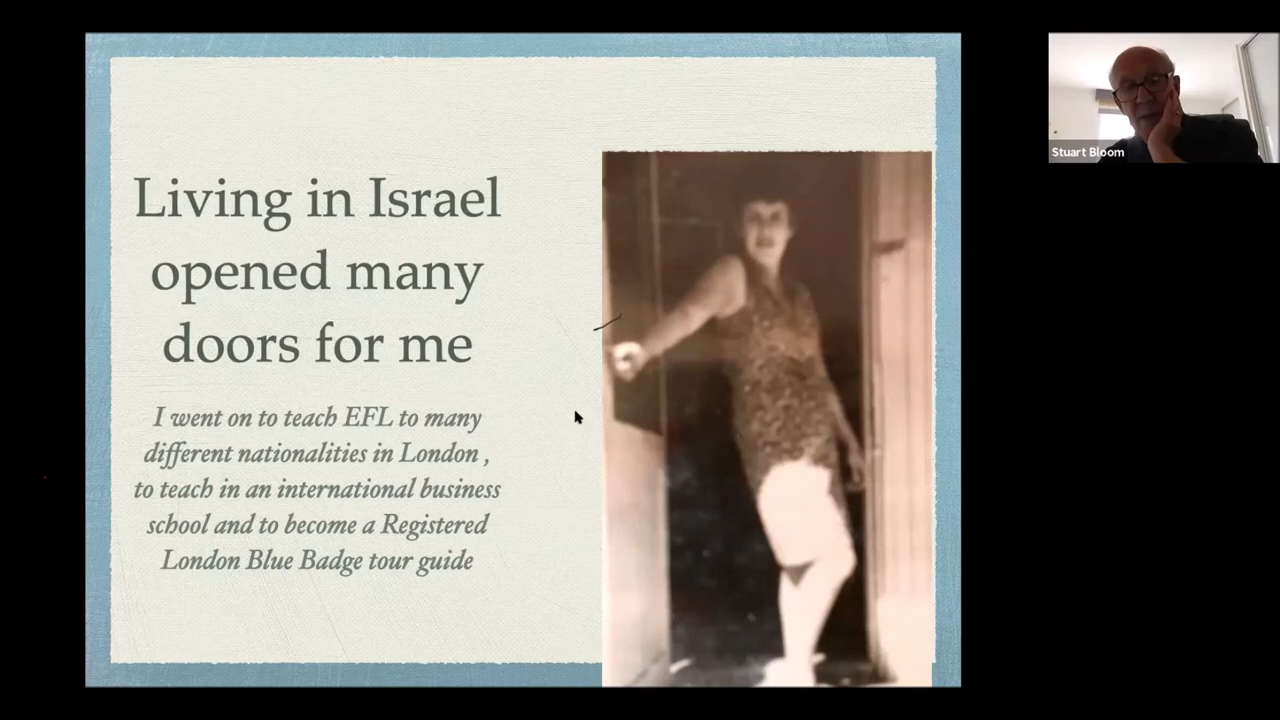 Living in Israel
opened many
doors for me
I went on to teach EFL to many
different nationalities in London ,
to teach in an international business
school and to become a Registered
London Blue Badge tour guide
Stuart Bloom